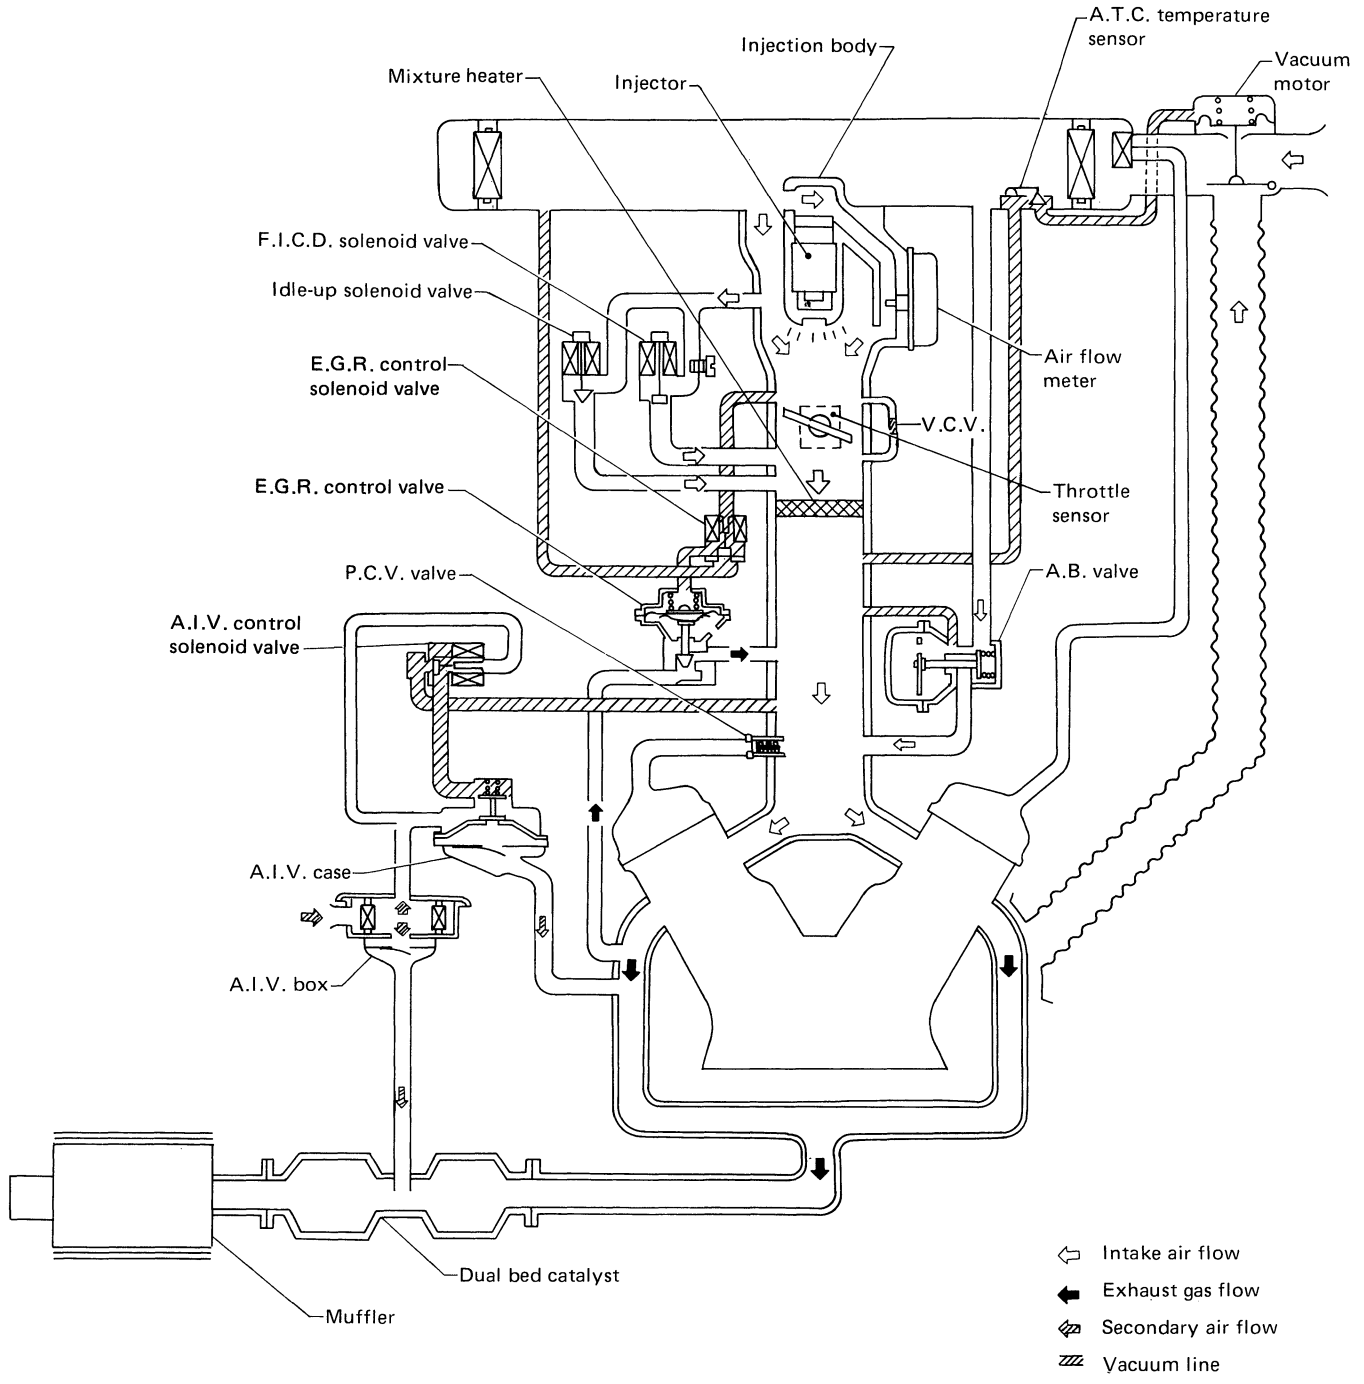 A.T.C. temperature
sensor
Injection body
Vacuum
motor
Mixture heater
Injector
F.I.C.D. solenoid valve
Idle-up solenoid valve
E.G.R. control
solenoid valve
Air flow
meter
V.C.V.
E.G.R. control valve
Throttle
sensor
P.C.V. valve
A.B. valve
A.I.V. control
solenoid valve
A.I.V. case
A.I.V. box
Dual bed catalyst
Muffler
Intake air flow
Exhaust gas flow
Secondary air flow
Vacuum line